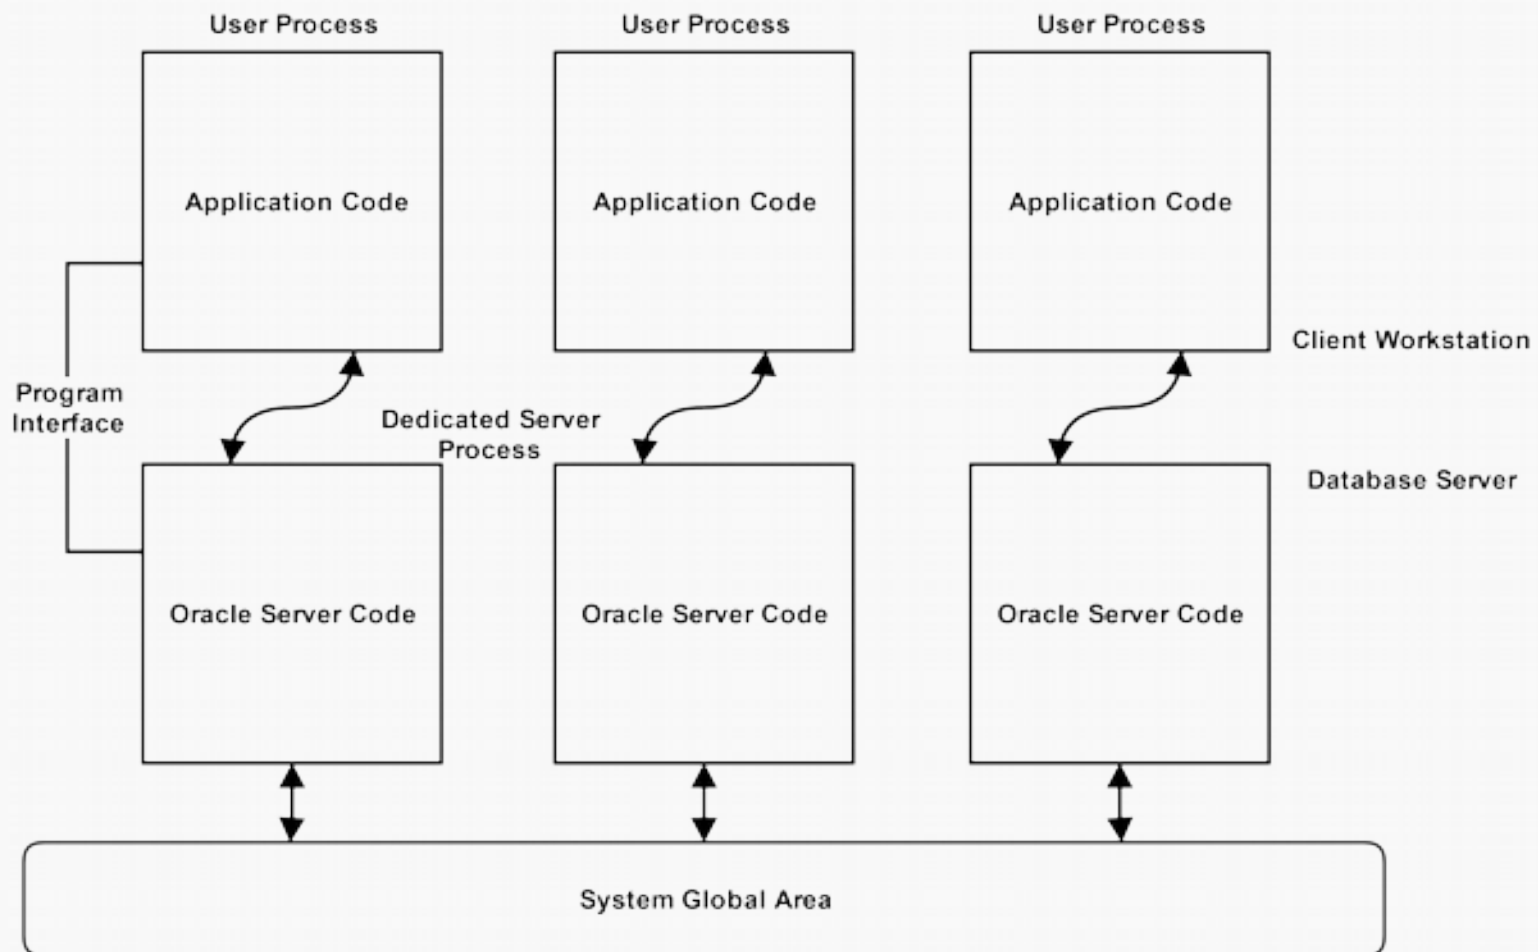 User Process
User Process
User Process
Application Code
Application Code
Application Code
Client Workstation
Program
Interface
Dedicated Server
Process
Database Server
Oracle Server Code
Oracle Server Code
Oracle Server Code
System Global Area